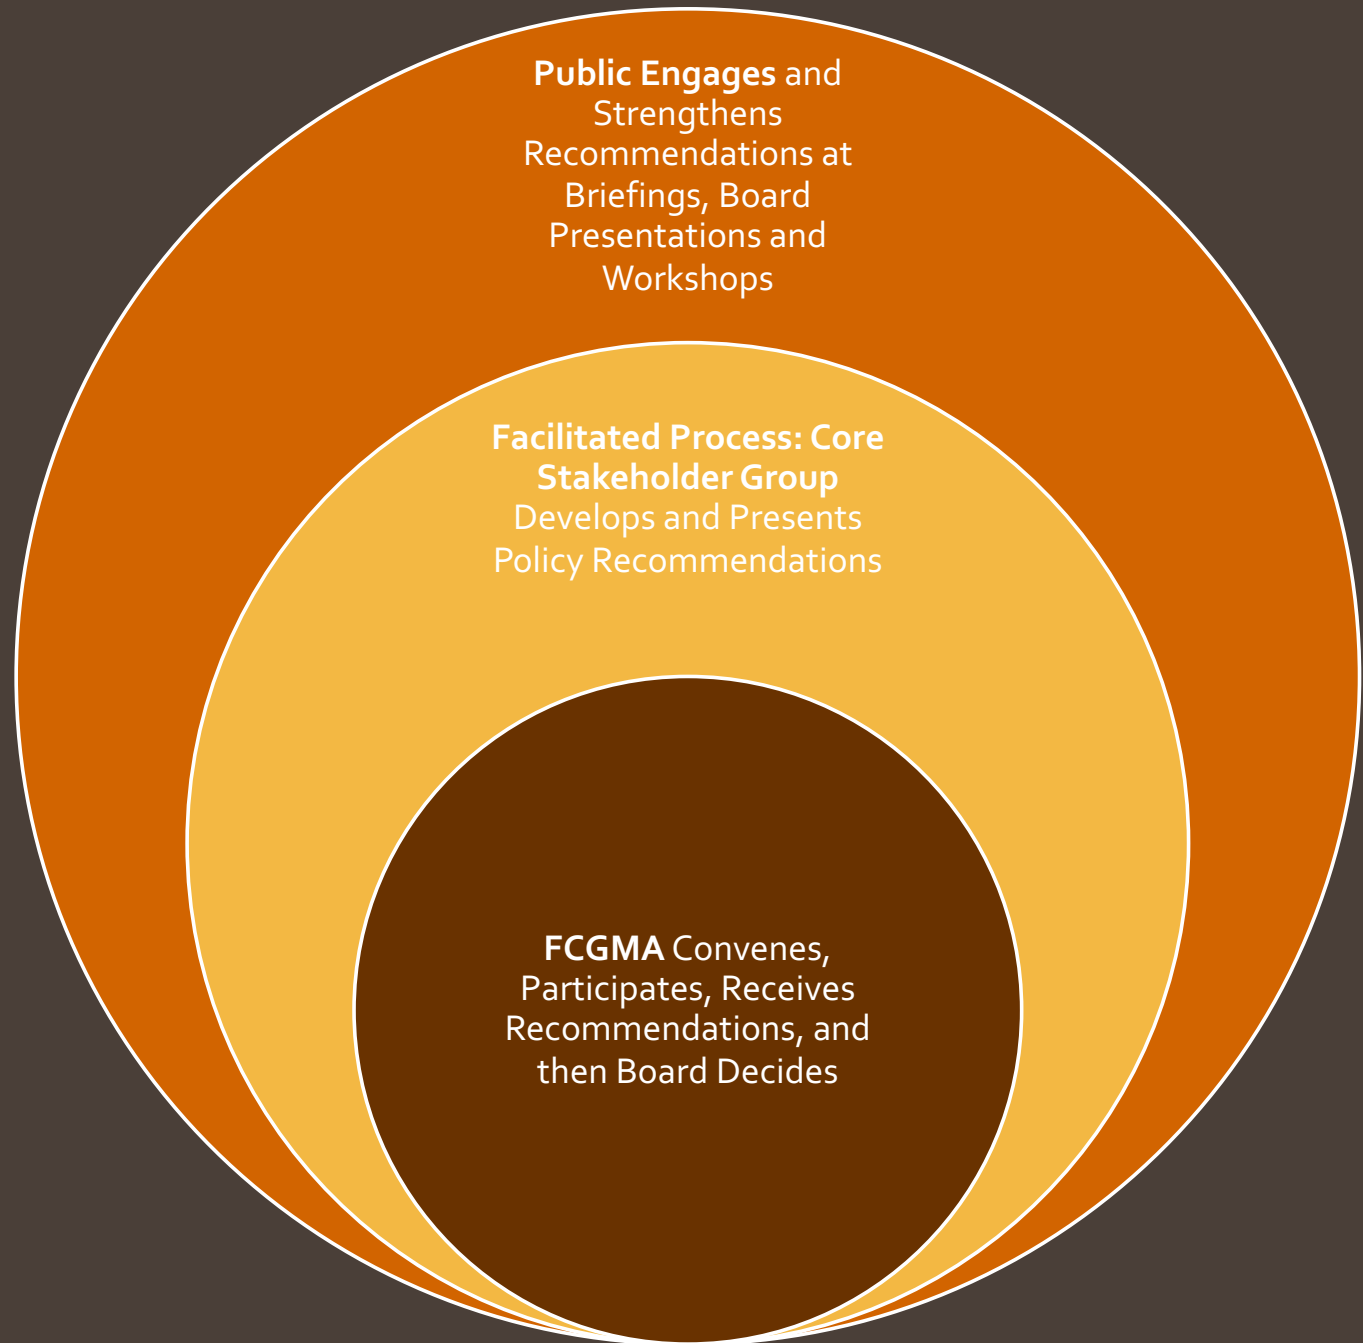 Public Engages and
Strengthens
Recommendations at
Briefings, Board
Presentations and
Workshops
Facilitated Process: Core
Stakeholder Group
Develops and Presents
Policy Recommendations
FCGMA Convenes,
Participates, Receives
Recommendations, and
then Board Decides